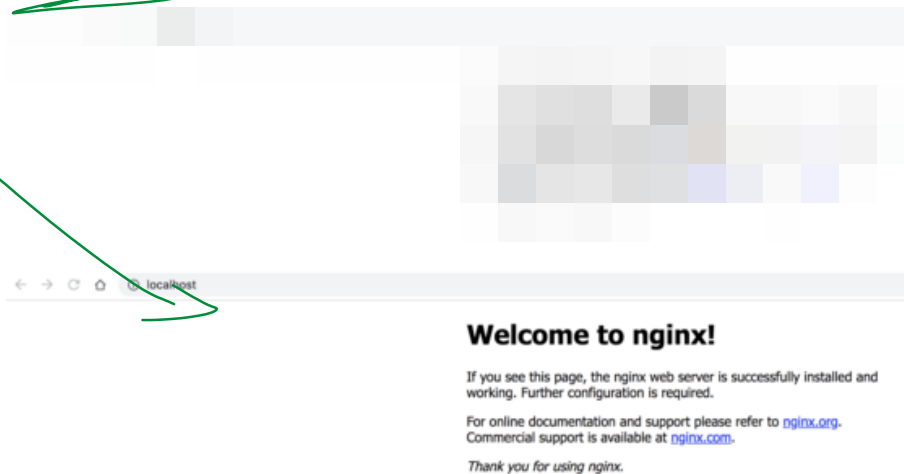 localhost
Welcome to nginx!
If you see this page, the nginx web server is successfully installed and
working. Further configuration is required.
For online documentation and support please refer to nginx.org.
Commercial support is available at nginx.com.
Thank you for using nginx.